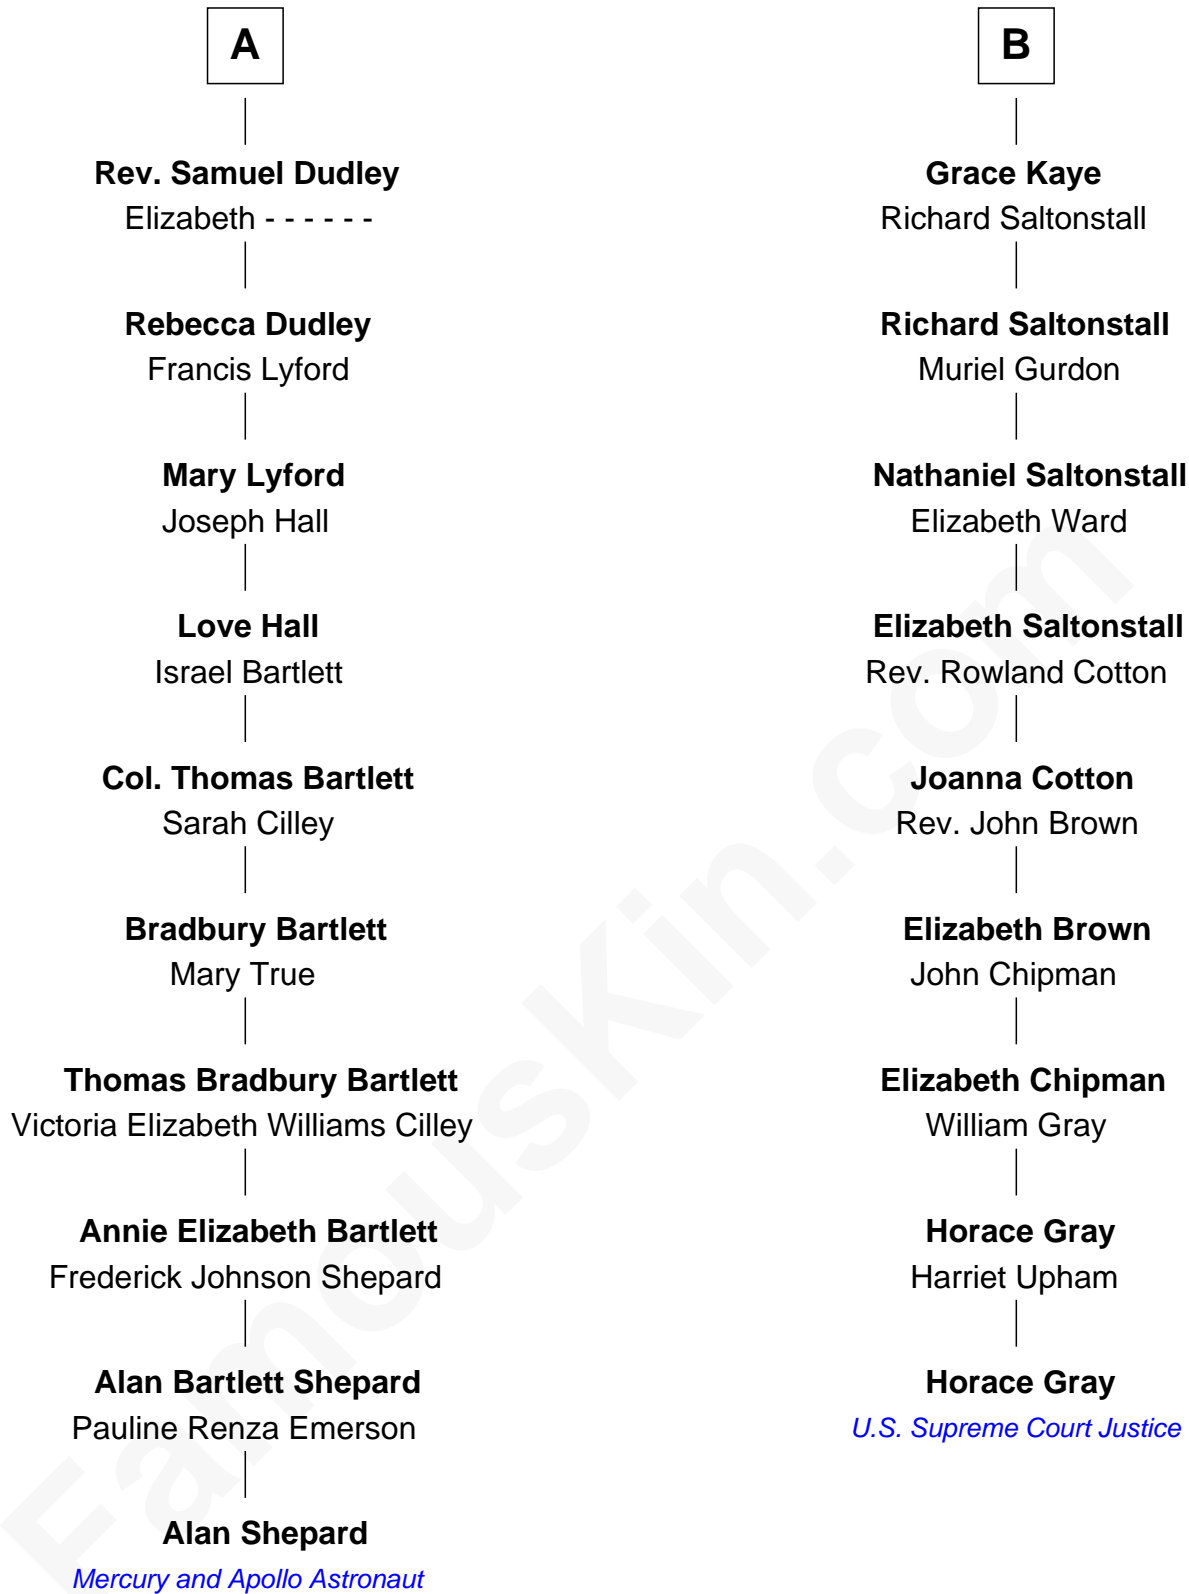 A
Rev. Samuel Dudley
Elizabeth - - - - - -
Rebecca Dudley
Francis Lyford
Mary Lyford
Joseph Hall
Love Hall
Israel Bartlett
Col. Thomas Bartlett
Sarah Cilley
Bradbury Bartlett
Mary True
Thomas Bradbury Bartlett
Victoria Elizabeth Williams Cilley
Annie Elizabeth Bartlett
Frederick Johnson Shepard
Alan Bartlett Shepard
Pauline Renza Emerson
Alan Shepard
Mercury and Apollo Astronaut
B
Grace Kaye
Richard Saltonstall
Richard Saltonstall
Muriel Gurdon
Nathaniel Saltonstall
Elizabeth Ward
Elizabeth Saltonstall
Rev. Rowland Cotton
Joanna Cotton
Rev. John Brown
Elizabeth Brown
John Chipman
Elizabeth Chipman
William Gray
Horace Gray
Harriet Upham
Horace Gray
U.S. Supreme Court Justice
FamousKin.com